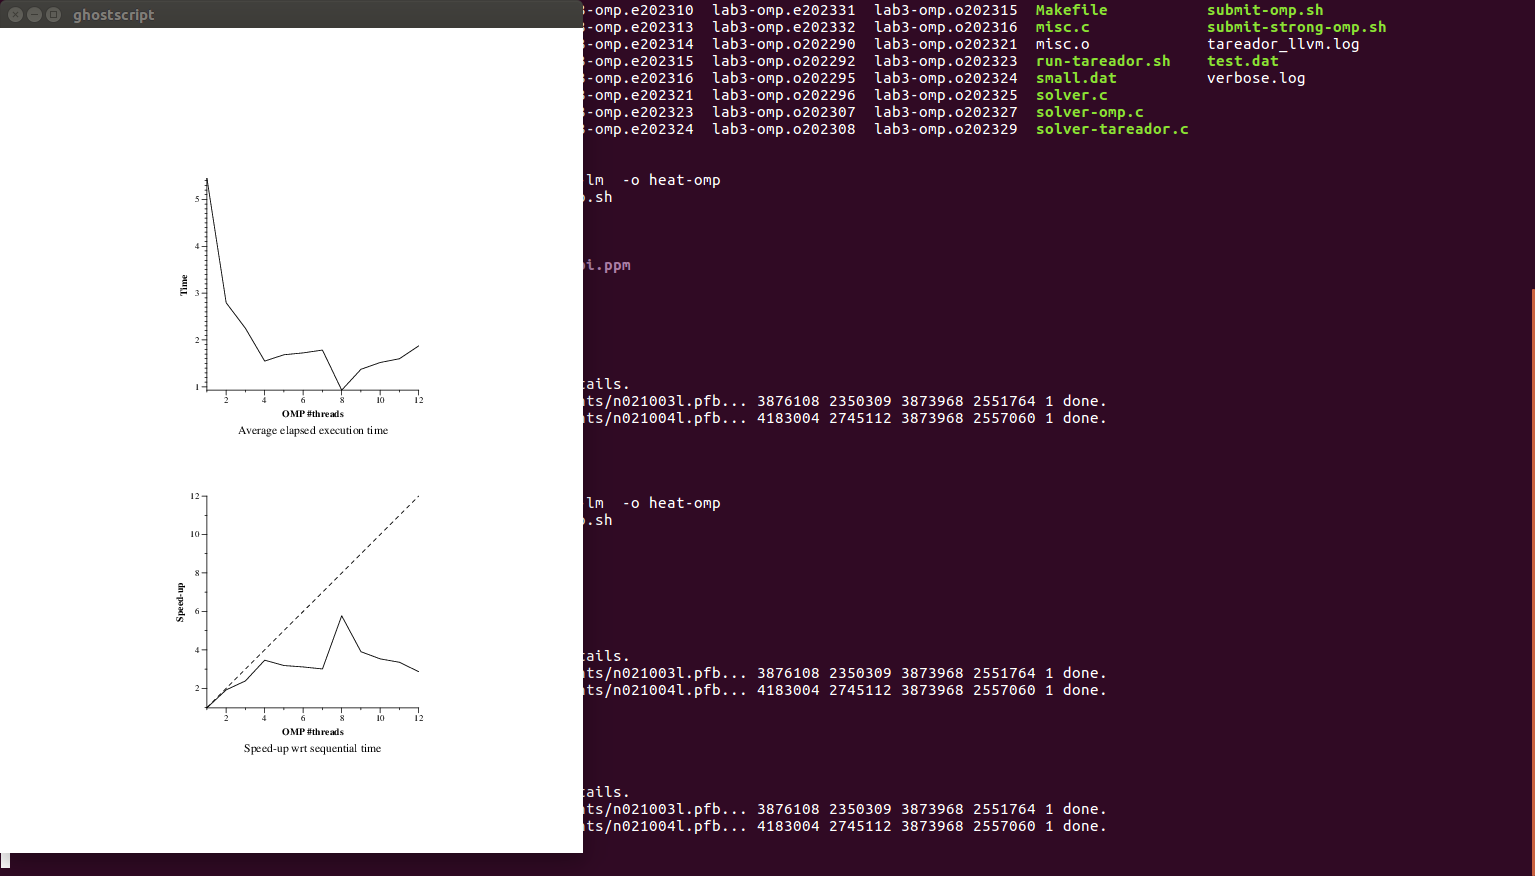 ghostscript
5
4
3
2
1
Time
2 4 6 8 10 12
OMP #threads
Average elapsed execution time
12
10
8
6
4
2
Speed-up
2 4 6 8 10 12
OMP #threads
Speed-up wrt sequential time
-omp.e202310 lab3-omp.e202331 lab3-omp.o202315 Makefile submit-omp.sh
-omp.e202313 lab3-omp.e202332 lab3-omp.o202316 misc.c submit-strong-omp.sh
-omp.e202314 lab3-omp.o202290 lab3-omp.o202321 misc.o tareador_llvm.log
-omp.e202315 lab3-omp.o202292 lab3-omp.o202323 run-tareador.sh test.dat
-omp.e202316 lab3-omp.o202295 lab3-omp.o202324 small.dat verbose.log
-omp.e202321 lab3-omp.o202296 lab3-omp.o202325 solver.c
-omp.e202323 lab3-omp.o202307 lab3-omp.o202327 solver-omp.c
-omp.e202324 lab3-omp.o202308 lab3-omp.o202329 solver-tareador.c
lm -o heat-omp
.sh
i.ppm
ails.
ts/n021003l.pfb... 3876108 2350309 3873968 2551764 1 done.
ts/n021004l.pfb... 4183004 2745112 3873968 2557060 1 done.
lm -o heat-omp
.sh
ails.
ts/n021003l.pfb... 3876108 2350309 3873968 2551764 1 done.
ts/n021004l.pfb... 4183004 2745112 3873968 2557060 1 done.
ails.
ts/n021003l.pfb... 3876108 2350309 3873968 2551764 1 done.
ts/n021004l.pfb... 4183004 2745112 3873968 2557060 1 done.